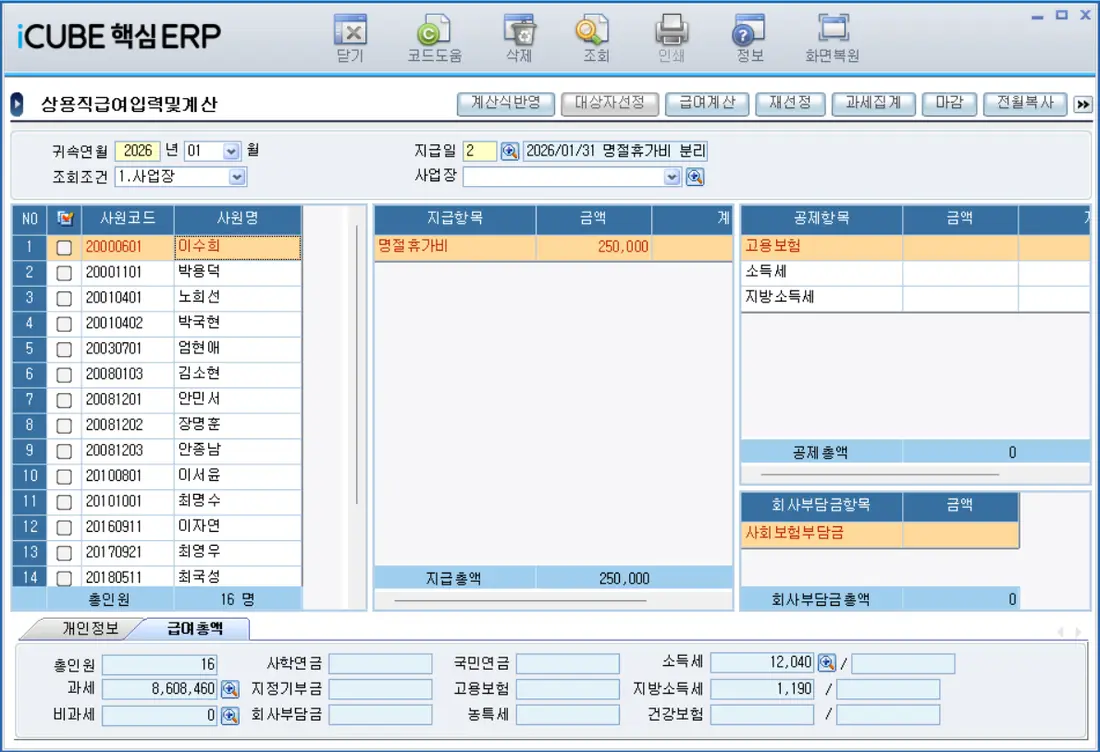 iCUBE 핵심ERP
닫기 코드도움 삭제 조회 인쇄 정보 화면복원
상용직급여입력및계산
계산식반영 대상자선정 급여계산 재선정 과세집계 마감 전월복사
귀속연월 2026 년 01 월 지급일 2 2026/01/31 명절휴가비 분리
조회조건 1.사업장 사업장
NO 사원코드 사원명 지급항목 금액 계 공제항목 금액
1 20000601 이수희 명절휴가비 250,000 고용보험
2 20001101 박용덕 소득세
3 20010401 노희선 지방소득세
4 20010402 박국현
5 20030701 엄현애
6 20080103 김소현
7 20081201 안민서
8 20081202 장명훈
9 20081203 안종남 공제총액 0
10 20100801 이서윤
11 20101001 최명수 회사부담금항목 금액
12 20160911 이자연 사회보험부담금
13 20170921 최영우
14 20180511 최국성 지급총액 250,000
총인원 16 명 회사부담금총액 0
개인정보 급여총액
총인원 16 사학연금 국민연금 소득세 12,040 /
과세 8,608,460 지정기부금 고용보험 지방소득세 1,190 /
비과세 0 회사부담금 농특세 건강보험 /